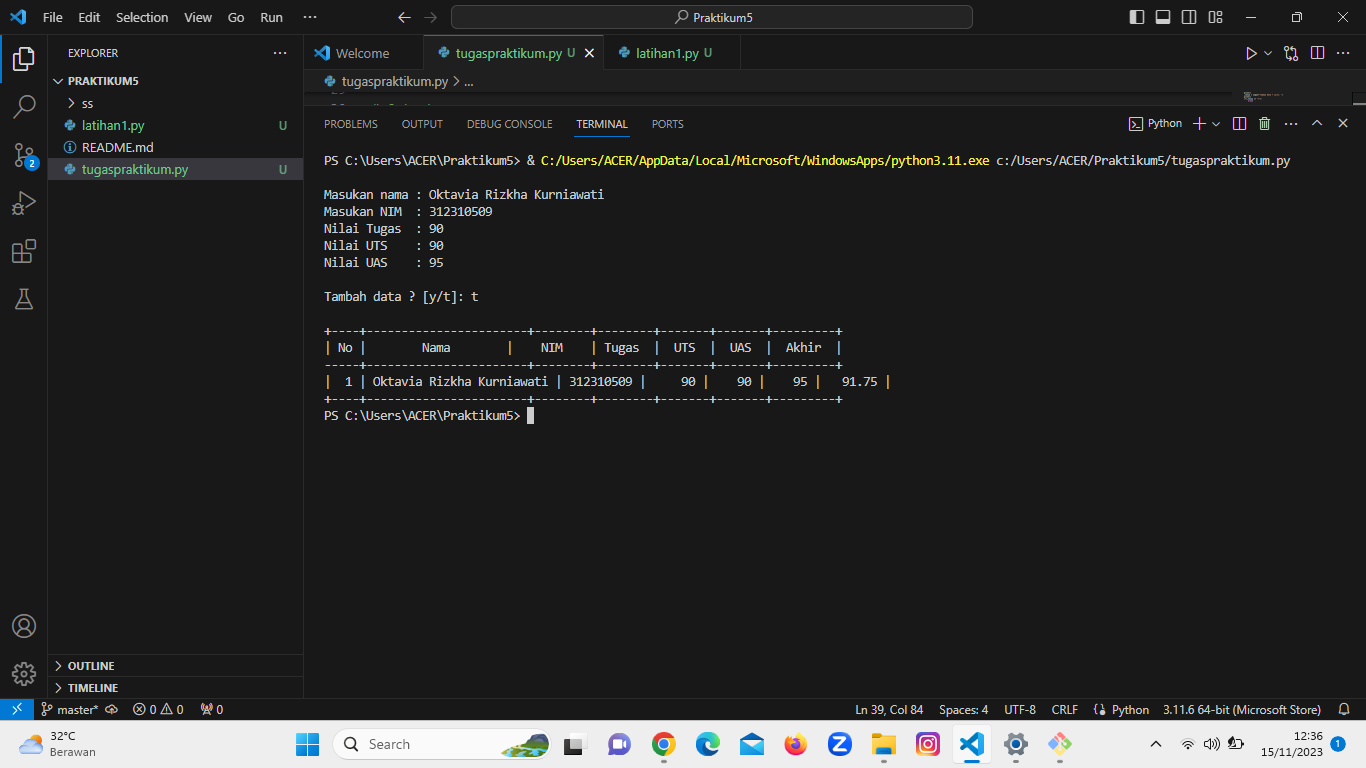 File Edit Selection View Go Run ···
Praktikum5
EXPLORER ···
PRAKTIKUM5
ss
latihan1.py U
README.md
tugaspraktikum.py U
2
OUTLINE
TIMELINE
Welcome
tugaspraktikum.py U
latihan1.py U
tugaspraktikum.py > ...
PROBLEMS OUTPUT DEBUG CONSOLE TERMINAL PORTS
Python
PS C:\Users\ACER\Praktikum5> & C:/Users/ACER/AppData/Local/Microsoft/WindowsApps/python3.11.exe c:/Users/ACER/Praktikum5/tugaspraktikum.py
Masukan nama : Oktavia Rizkha Kurniawati
Masukan NIM  : 312310509
Nilai Tugas  : 90
Nilai UTS    : 90
Nilai UAS    : 95
Tambah data ? [y/t]: t
+----+-----------------------+--------+--------+-------+-------+---------+
| No |        Nama        |    NIM    | Tugas  |  UTS  |  UAS  |  Akhir  |
-----+-----------------------+--------+--------+-------+-------+---------+
|  1 | Oktavia Rizkha Kurniawati | 312310509 |     90 |    90 |    95 |   91.75 |
+----+-----------------------+--------+--------+-------+-------+---------+
PS C:\Users\ACER\Praktikum5>
master* 0 0 0
Ln 39, Col 84 Spaces: 4 UTF-8 CRLF Python 3.11.6 64-bit (Microsoft Store)
32°C
Berawan
Search
12:36
15/11/2023
1